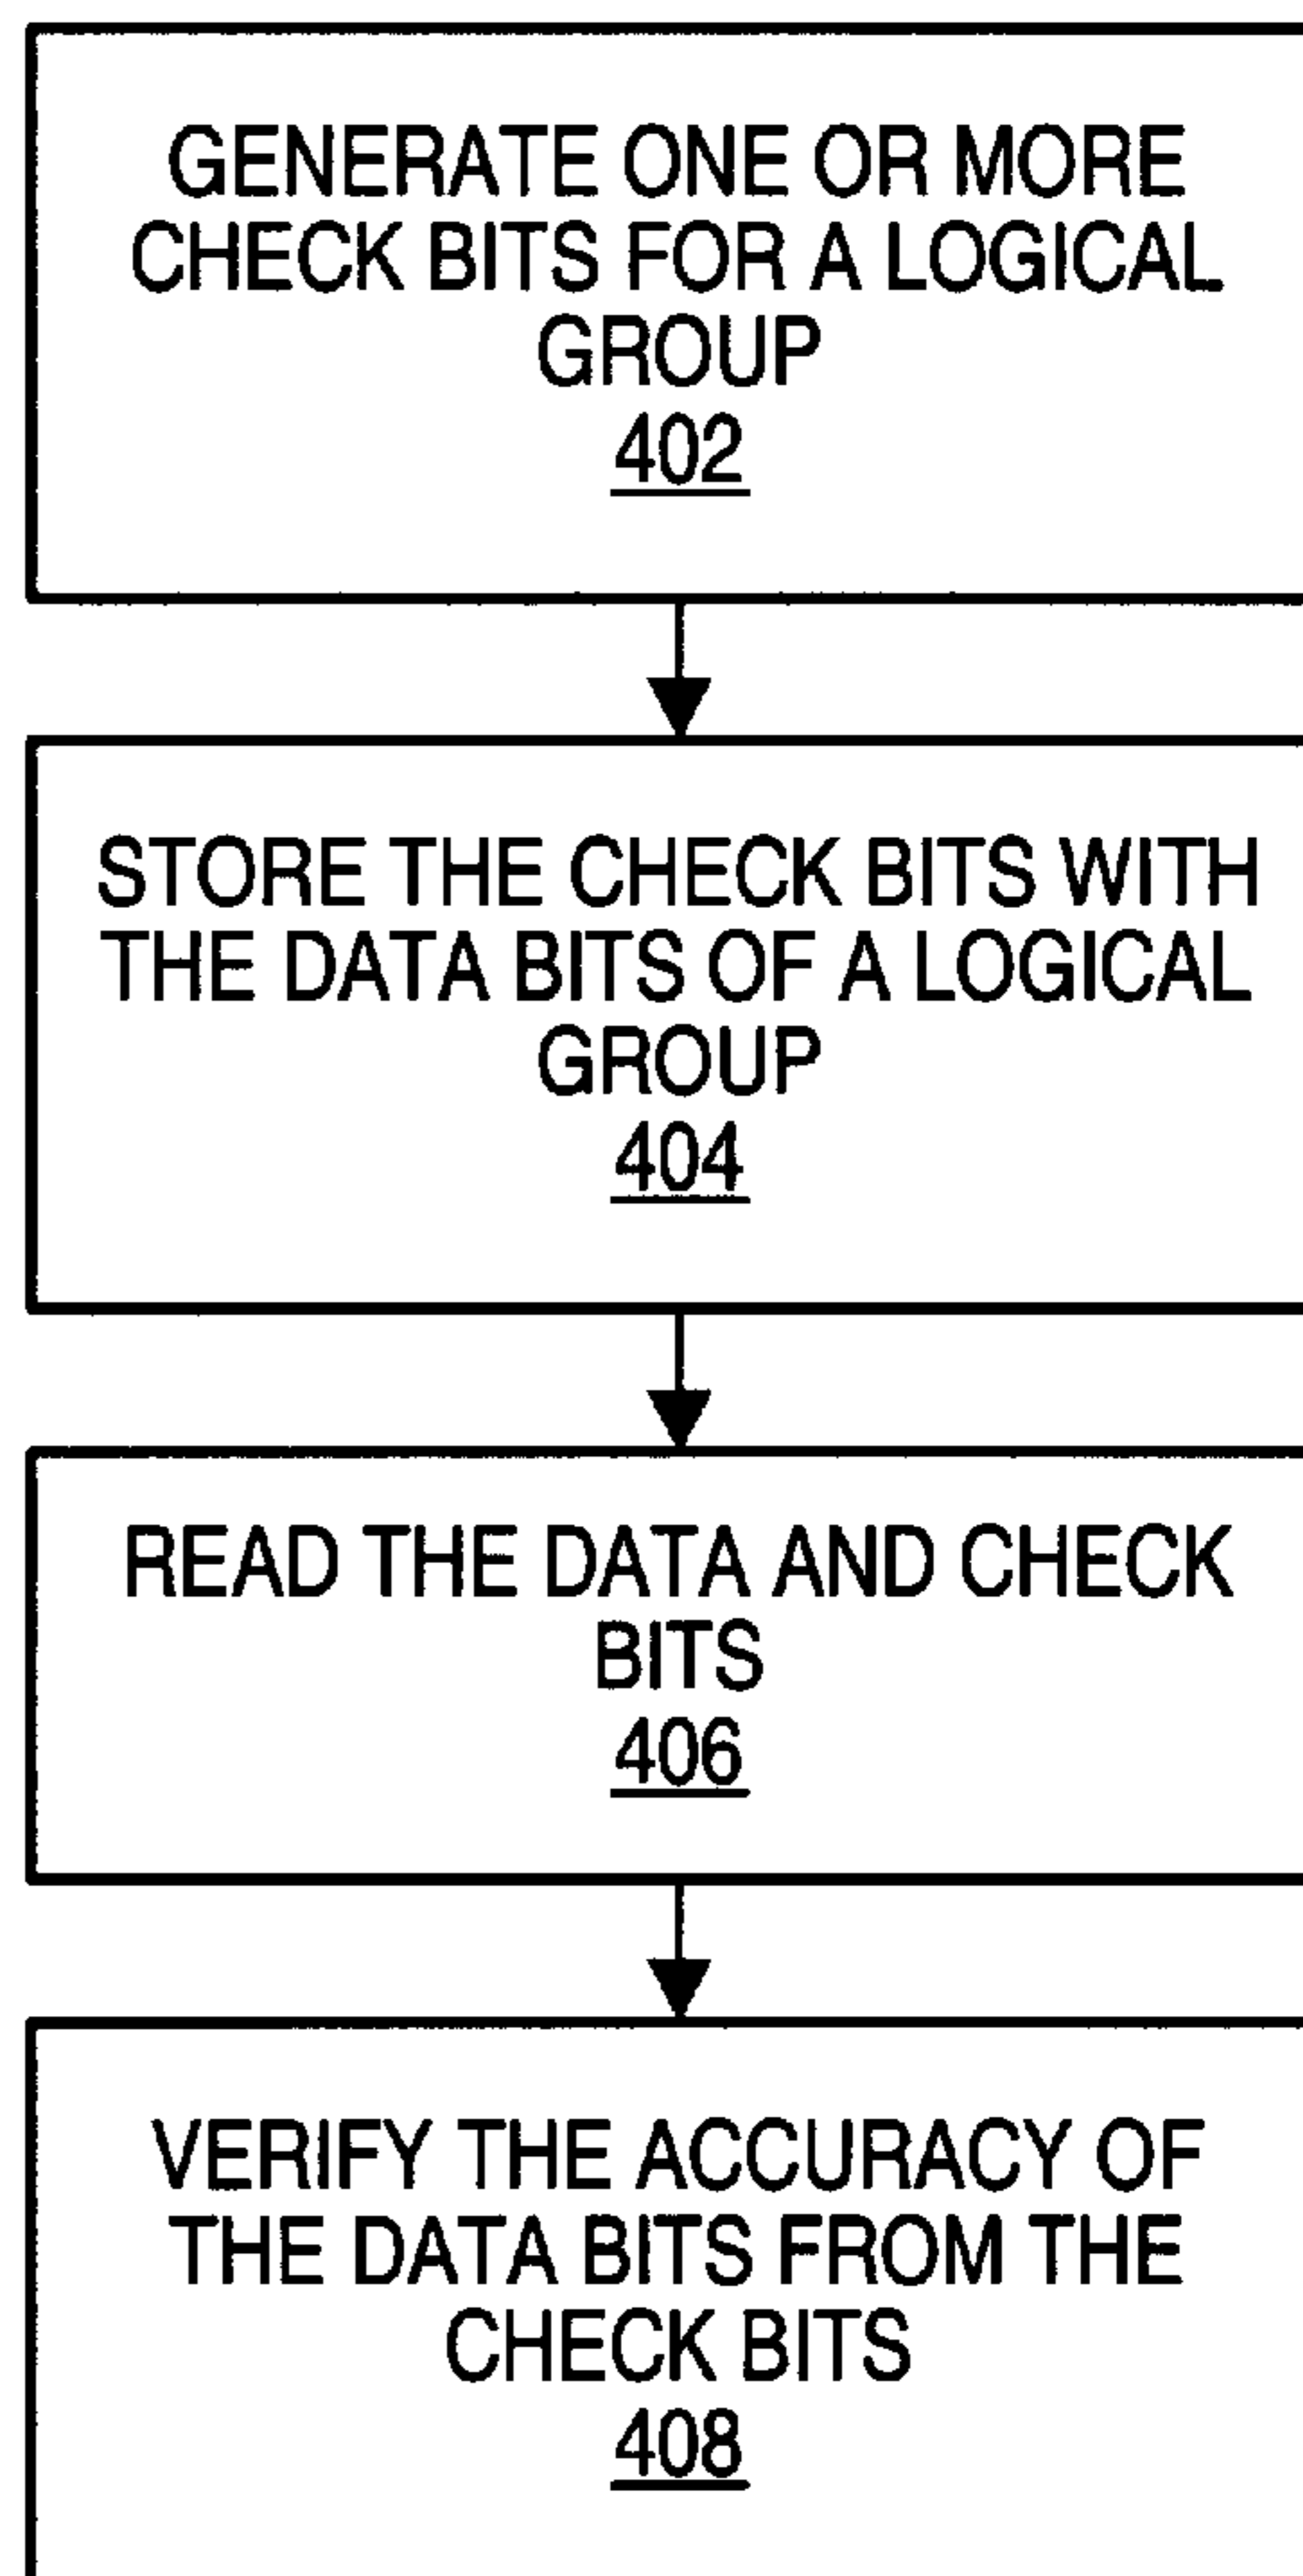 GENERATE ONE OR MORE
CHECK BITS FOR A LOGICAL
GROUP
402
STORE THE CHECK BITS WITH
THE DATA BITS OF A LOGICAL
GROUP
404
READ THE DATA AND CHECK
BITS
406
VERIFY THE ACCURACY OF
THE DATA BITS FROM THE
CHECK BITS
408